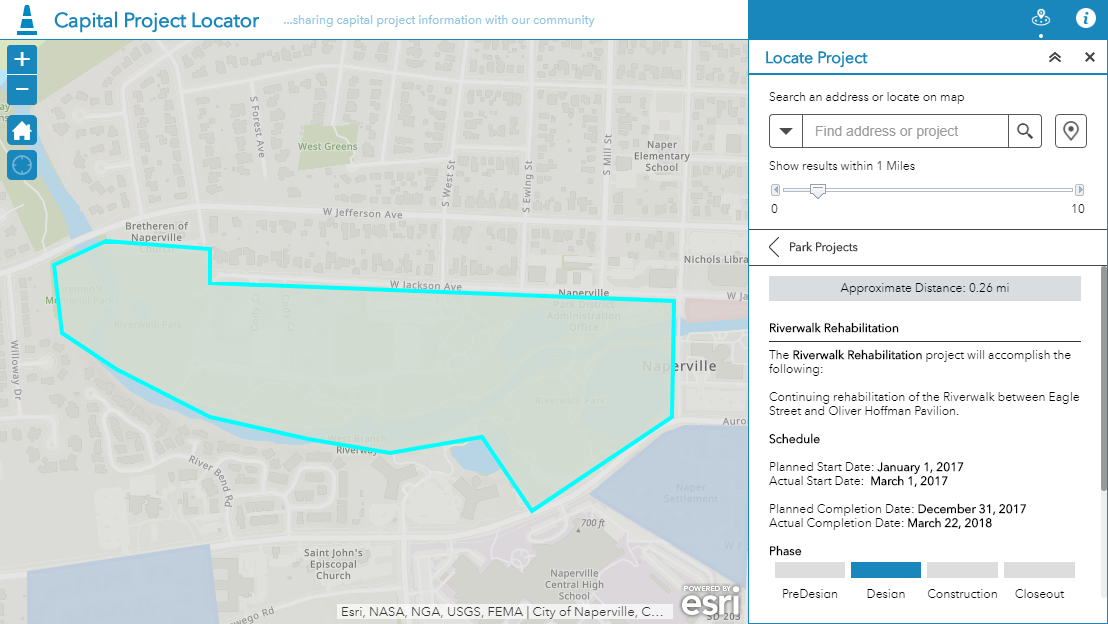 Capital Project Locator
...sharing capital project information with our community
Locate Project
Search an address or locate on map
Find address or project
Show results within 1 Miles
0
10
Park Projects
Approximate Distance: 0.26 mi
Riverwalk Rehabilitation
The Riverwalk Rehabilitation project will accomplish the
following:
Continuing rehabilitation of the Riverwalk between Eagle
Street and Oliver Hoffman Pavilion.
Schedule
Planned Start Date: January 1, 2017
Actual Start Date: March 1, 2017
Planned Completion Date: December 31, 2017
Actual Completion Date: March 22, 2018
Phase
PreDesign
Design
Construction
Closeout
S Forest Ave
West Greens
S West St
S Ewing St
S Mill St
Naper
Elementary
School
W Jefferson Ave
Bretheren of
Naperville
Nichols Libra
W Jackson Ave
Naperville
Park District
Administration
Office
W Ja
Riverwalk Park
Naperville
Riverwalk Park
Willoway Dr
West Branch
Riverway
Auro
River Bend Rd
Naper
Settlement
700 ft
Saint John's
Episcopal
Church
Naperville
Central High
School
Esri, NASA, NGA, USGS, FEMA | City of Naperville, C...
POWERED BY
esri
SD 203